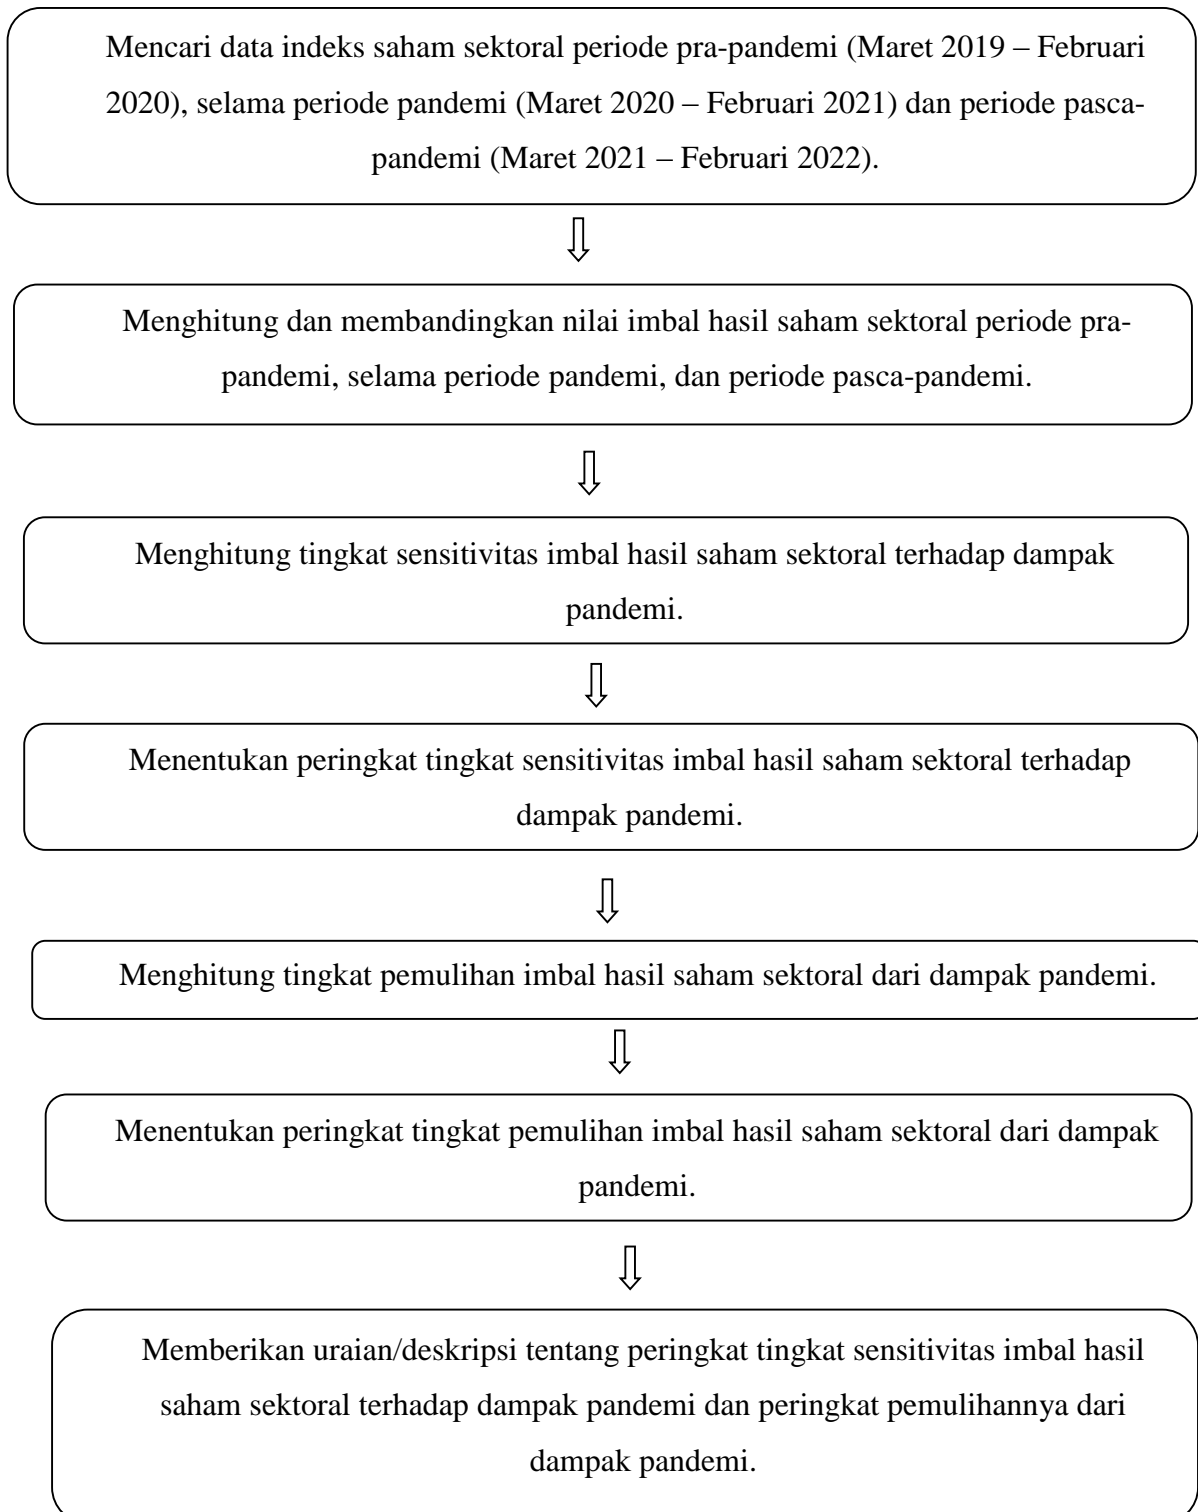 Mencari data indeks saham sektoral periode pra-pandemi (Maret 2019 – Februari
2020), selama periode pandemi (Maret 2020 – Februari 2021) dan periode pasca-
pandemi (Maret 2021 – Februari 2022).
Menghitung dan membandingkan nilai imbal hasil saham sektoral periode pra-
pandemi, selama periode pandemi, dan periode pasca-pandemi.
Menghitung tingkat sensitivitas imbal hasil saham sektoral terhadap dampak
pandemi.
Menentukan peringkat tingkat sensitivitas imbal hasil saham sektoral terhadap
dampak pandemi.
Menghitung tingkat pemulihan imbal hasil saham sektoral dari dampak pandemi.
Menentukan peringkat tingkat pemulihan imbal hasil saham sektoral dari dampak
pandemi.
Memberikan uraian/deskripsi tentang peringkat tingkat sensitivitas imbal hasil
saham sektoral terhadap dampak pandemi dan peringkat pemulihannya dari
dampak pandemi.